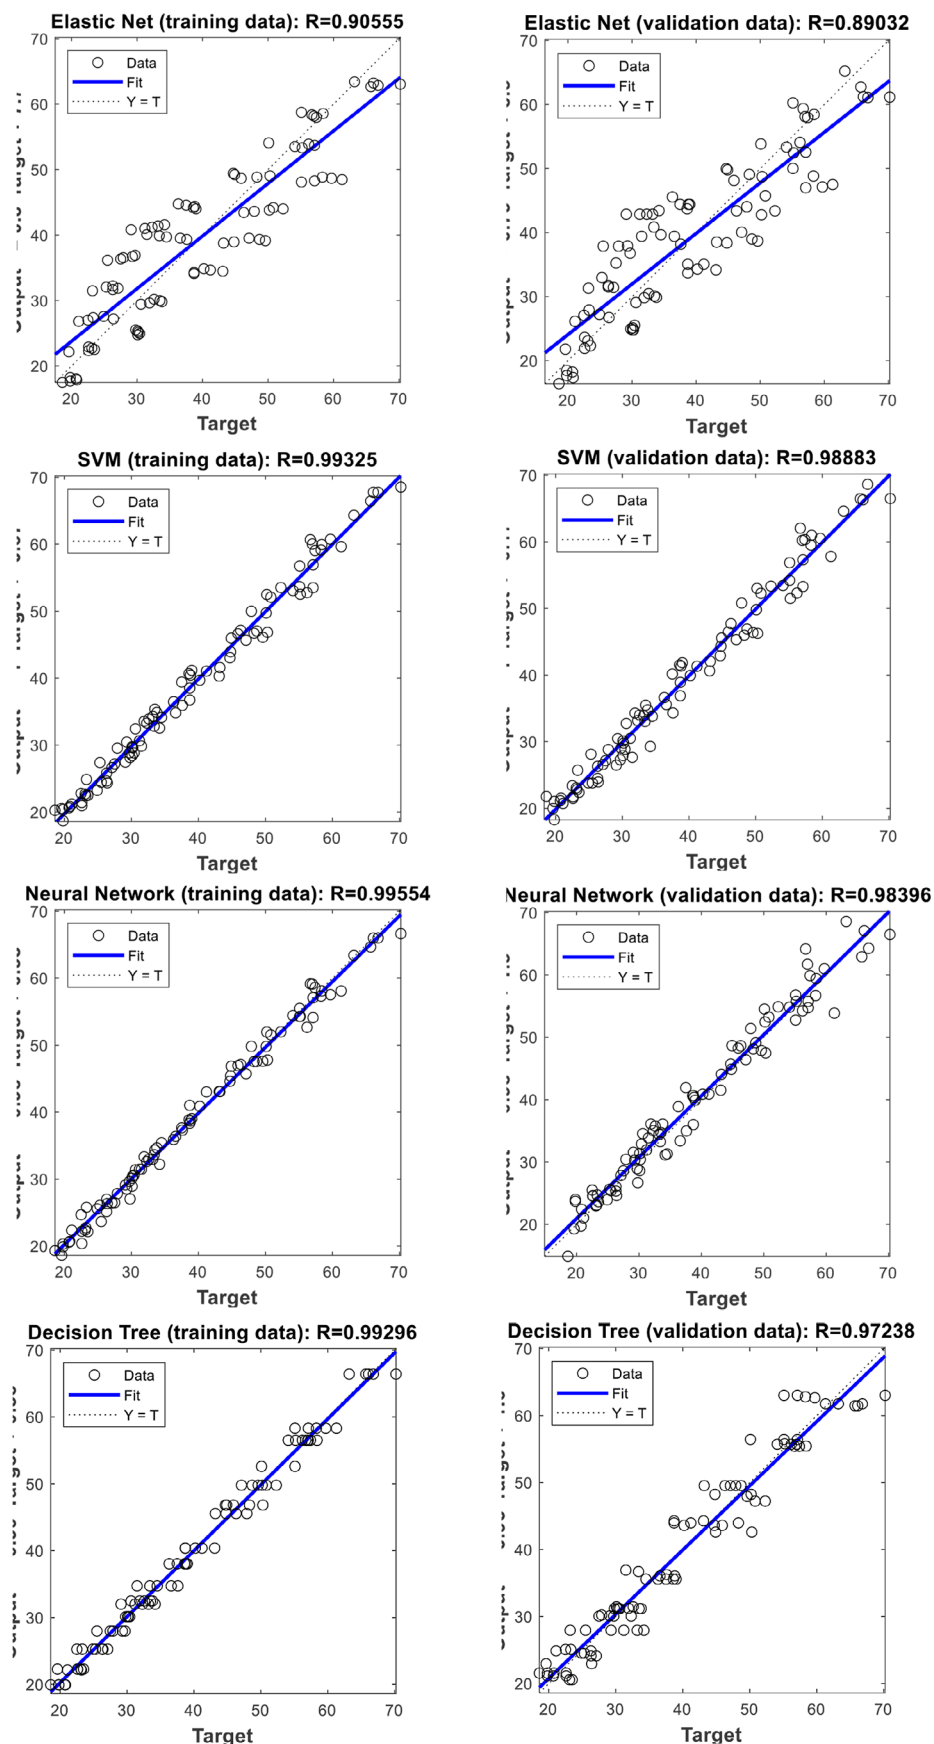 Elastic Net (training data): R=0.90555
Data
Fit
Y = T
70
60
50
40
30
20
20 30 40 50 60 70
Target
Elastic Net (validation data): R=0.89032
Data
Fit
Y = T
70
60
50
40
30
20
20 30 40 50 60 70
Target
SVM (training data): R=0.99325
Data
Fit
Y = T
70
60
50
40
30
20
20 30 40 50 60 70
Target
SVM (validation data): R=0.98883
Data
Fit
Y = T
70
60
50
40
30
20
20 30 40 50 60 70
Target
Neural Network (training data): R=0.99554
Data
Fit
Y = T
70
60
50
40
30
20
20 30 40 50 60 70
Target
Neural Network (validation data): R=0.98396
Data
Fit
Y = T
70
60
50
40
30
20
20 30 40 50 60 70
Target
Decision Tree (training data): R=0.99296
Data
Fit
Y = T
70
60
50
40
30
20
20 30 40 50 60 70
Target
Decision Tree (validation data): R=0.97238
Data
Fit
Y = T
70
60
50
40
30
20
20 30 40 50 60 70
Target